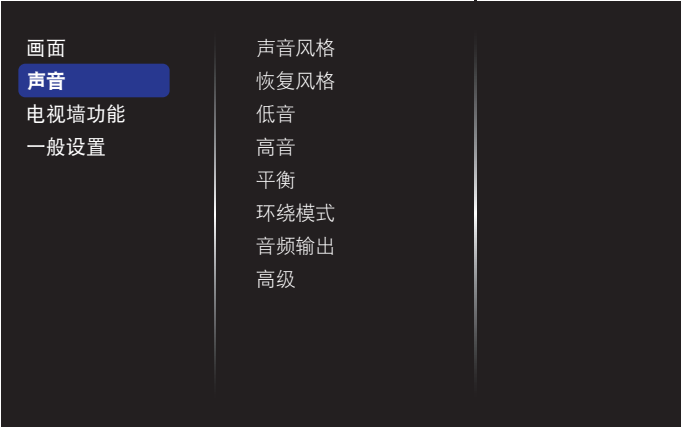 画面
声音
电视墙功能
一般设置
声音风格
恢复风格
低音
高音
平衡
环绕模式
音频输出
高级